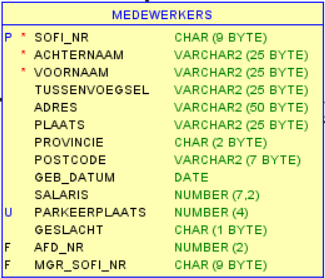 MEDEWERKERS
P * SOFI_NR CHAR (9 BYTE)
* ACHTERNAAM VARCHAR2 (25 BYTE)
* VOORNAAM VARCHAR2 (25 BYTE)
TUSSENVOEGSEL VARCHAR2 (25 BYTE)
ADRES VARCHAR2 (50 BYTE)
PLAATS VARCHAR2 (25 BYTE)
PROVINCIE CHAR (2 BYTE)
POSTCODE VARCHAR2 (7 BYTE)
GEB_DATUM DATE
SALARIS NUMBER (7,2)
U PARKEERPLAATS NUMBER (4)
GESLACHT CHAR (1 BYTE)
F AFD_NR NUMBER (2)
F MGR_SOFI_NR CHAR (9 BYTE)